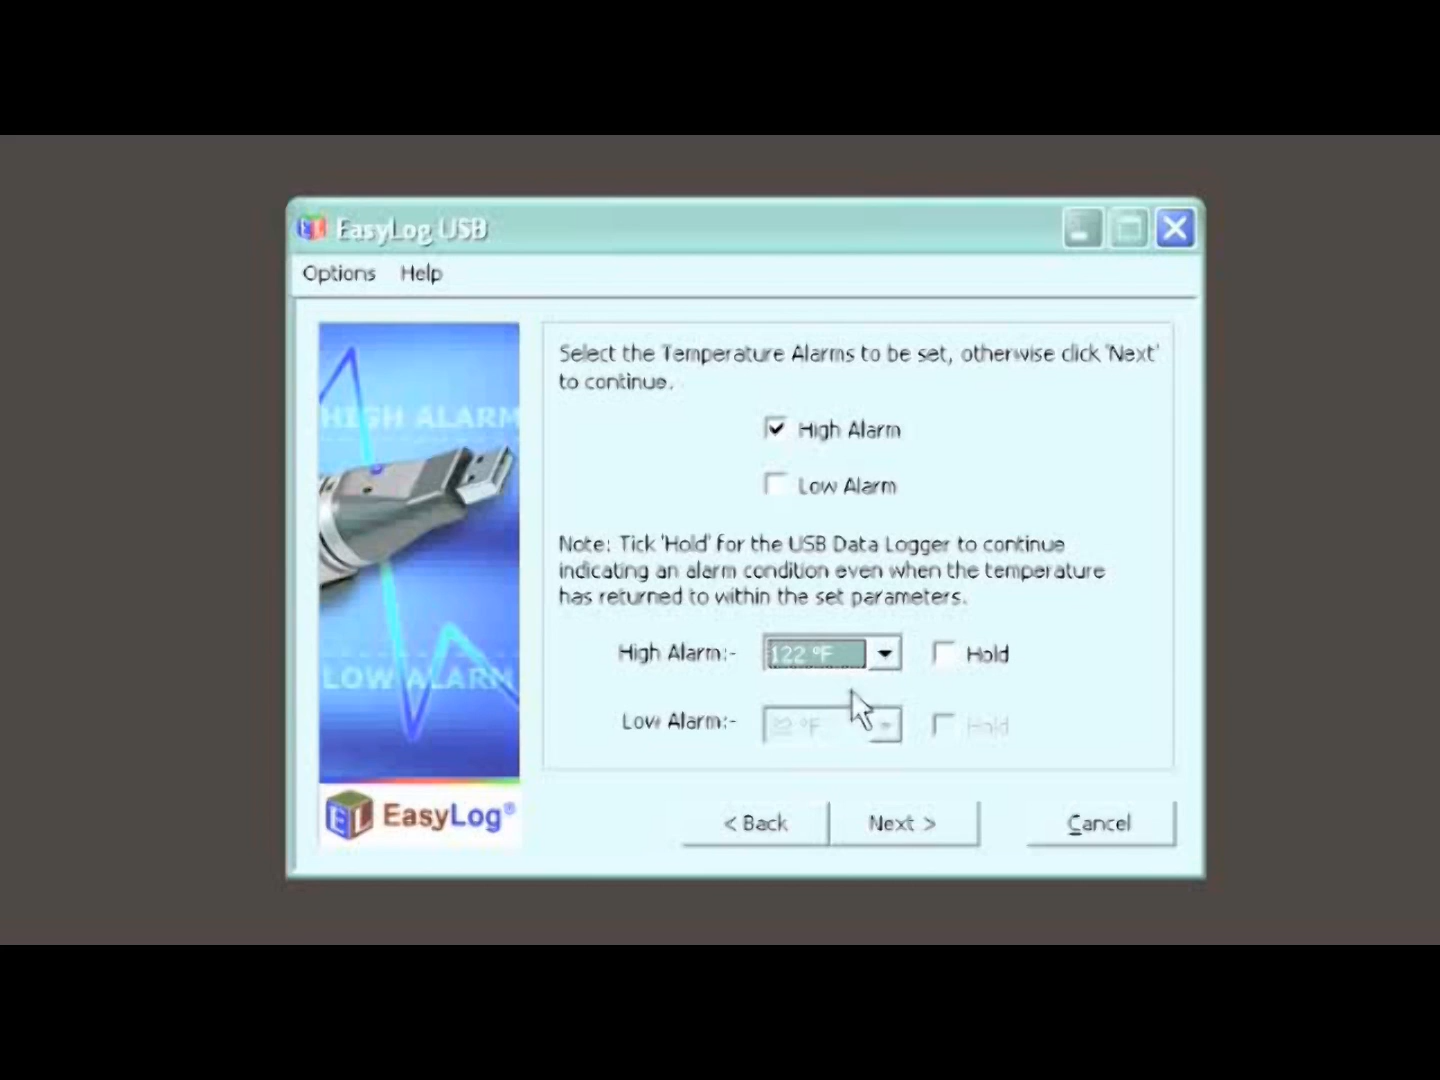 EasyLog USB
Options Help
HIGH ALARM
LOW ALARM
EasyLog®
Select the Temperature Alarms to be set, otherwise click 'Next'
to continue.
High Alarm
Low Alarm
Note: Tick 'Hold' for the USB Data Logger to continue
indicating an alarm condition even when the temperature
has returned to within the set parameters.
High Alarm:- 122 °F Hold
Low Alarm:- °F Hold
< Back Next > Cancel